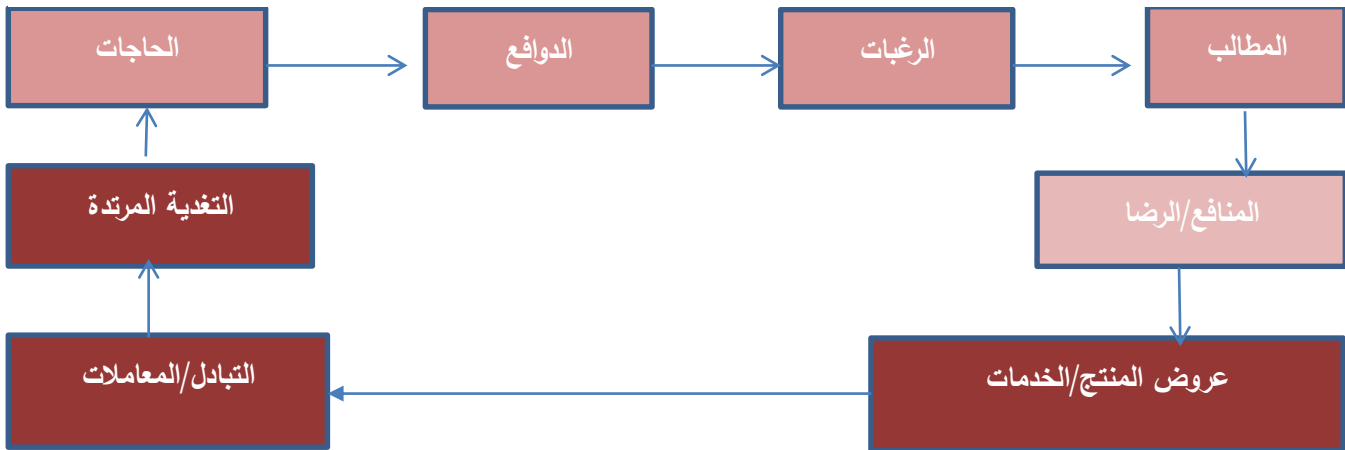 الحاجات
الدوافع
الرغبات
المطالب
المنافع/الرضا
عروض المنتج/الخدمات
التبادل/المعاملات
التغدية المرتدة